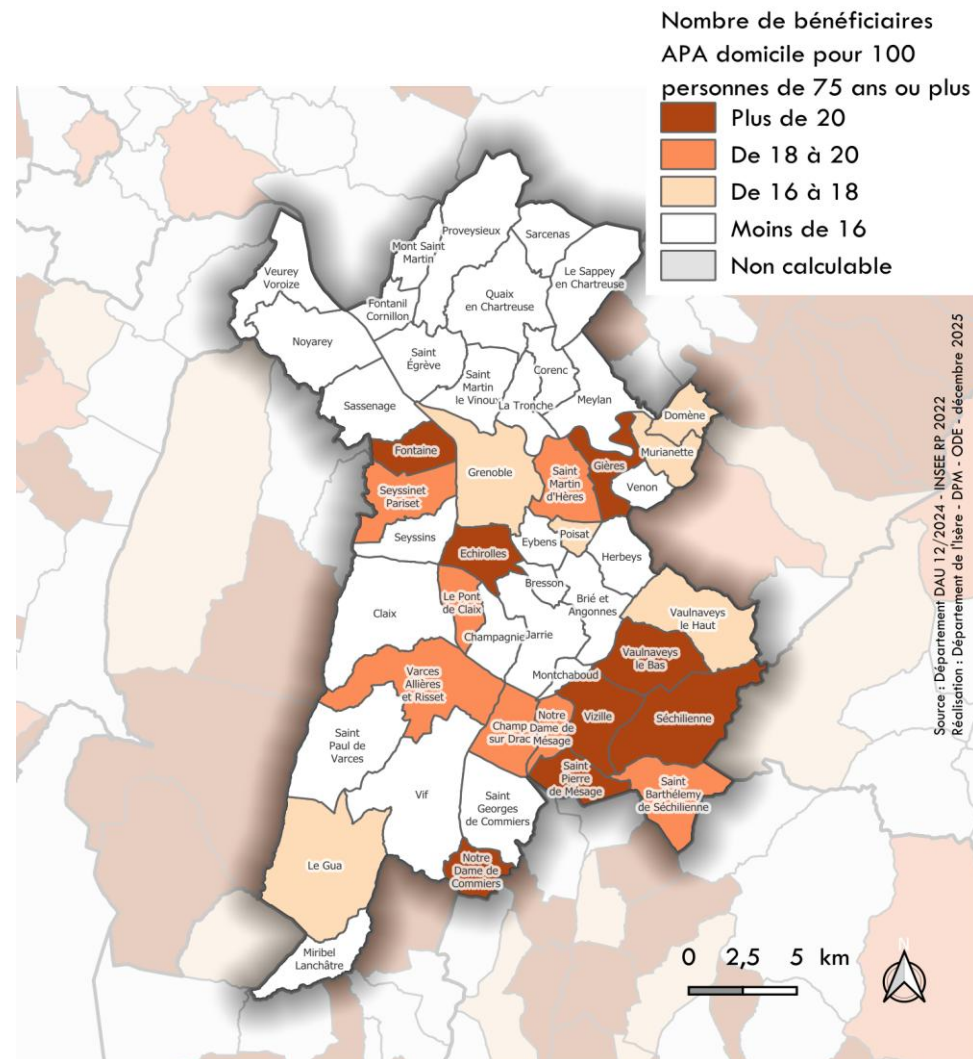 Nombre de bénéficiaires
APA domicile pour 100
personnes de 75 ans ou plus
Plus de 20
De 18 à 20
De 16 à 18
Moins de 16
Non calculable
Source : Département DAU 12/2024 - INSEE RP 2022
Réalisation : Département de l'Isère - DPM - ODE - décembre 2025
Proveysieux
Sarcenas
Mont Saint
Martin
Le Sappey
en Chartreuse
Veurey
Voroize
Quaix
en Chartreuse
Fontanil
Cornillon
Noyarey
Saint
Égrève
Saint
Martin
le Vinoux
Corenc
La Tronche
Meylan
Sassenage
Domène
Murianette
Fontaine
Grenoble
Saint
Martin
d'Hères
Gières
Venon
Seyssinet
Pariset
Seyssins
Echirolles
Eybens
Poisat
Herbeys
Bresson
Brié et
Angonnes
Le Pont
de Claix
Claix
Champagnier
Jarrie
Vaulnaveys
le Haut
Vaulnaveys
le Bas
Montchaboud
Varces
Allières
et Risset
Champ
sur Drac
Notre
Dame de
Mésage
Vizille
Séchilienne
Saint
Paul de
Varces
Saint
Pierre
de Mésage
Saint
Barthélemy
de Séchilienne
Vif
Saint
Georges
de Commiers
Le Gua
Notre
Dame de
Commiers
Miribel
Lanchâtre
0 2,5 5 km
N